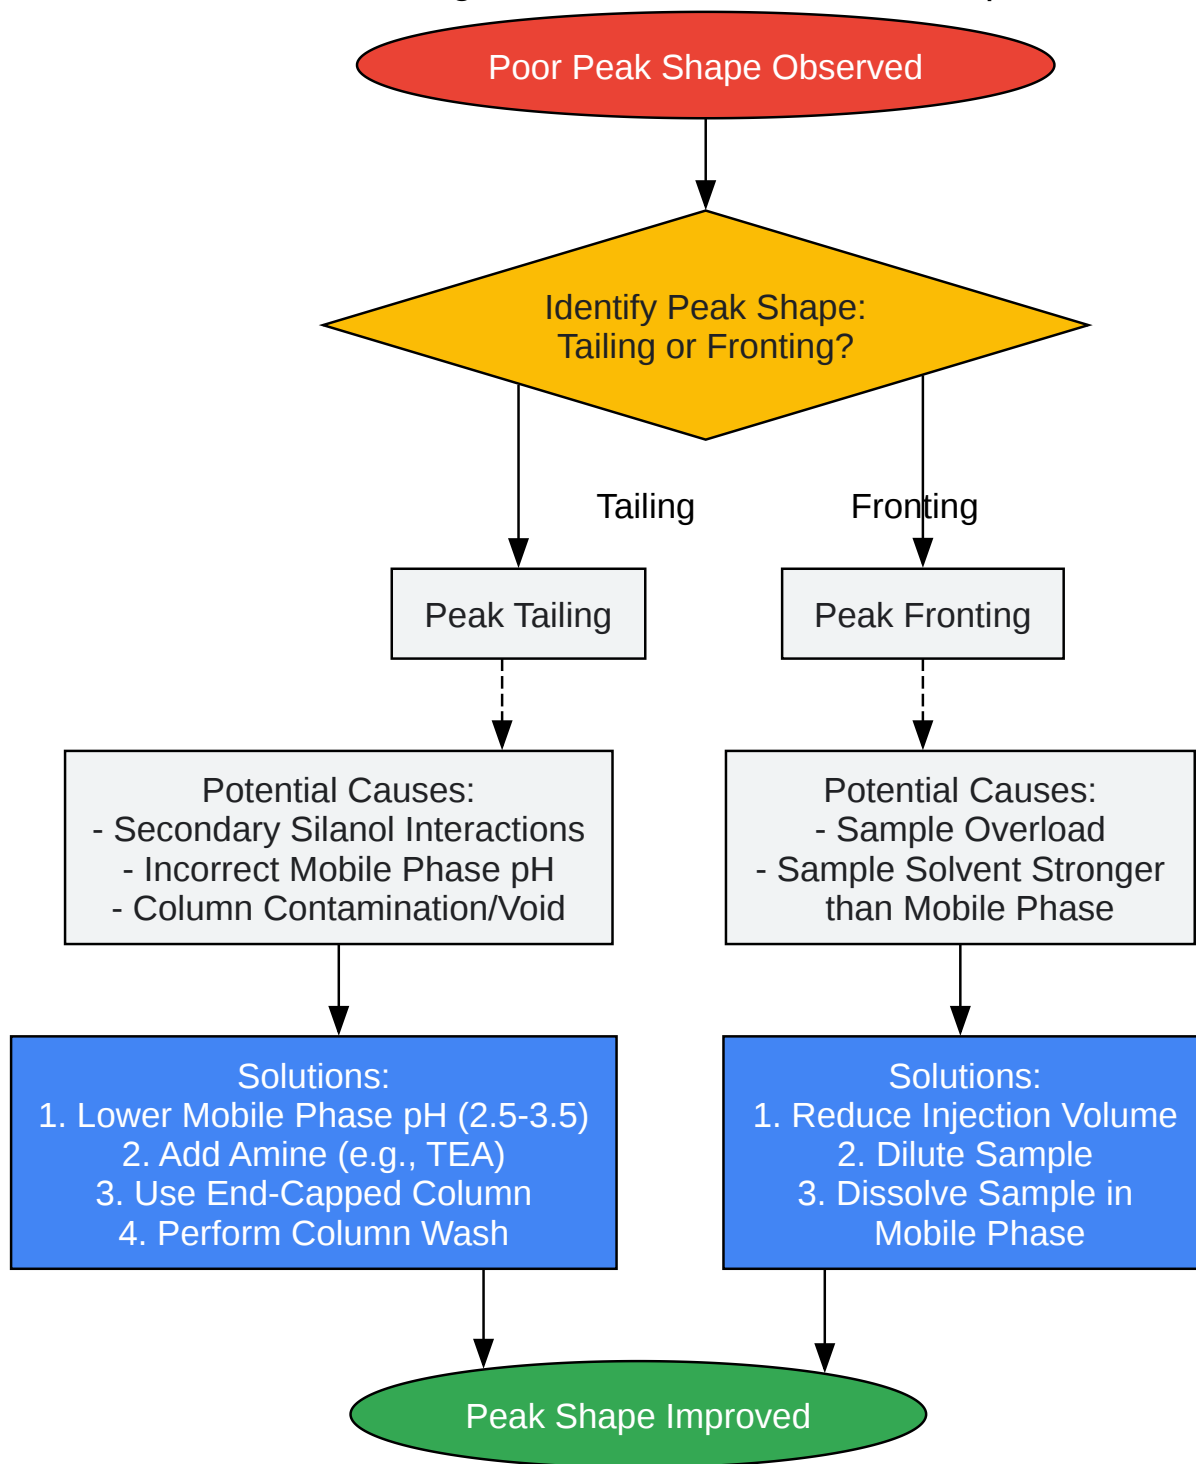 Poor Peak Shape Observed
Identify Peak Shape:
Tailing or Fronting?
Tailing
Fronting
Peak Tailing
Peak Fronting
Potential Causes:
- Secondary Silanol Interactions
- Incorrect Mobile Phase pH
- Column Contamination/Void
Potential Causes:
- Sample Overload
- Sample Solvent Stronger
than Mobile Phase
Solutions:
1. Lower Mobile Phase pH (2.5-3.5)
2. Add Amine (e.g., TEA)
3. Use End-Capped Column
4. Perform Column Wash
Solutions:
1. Reduce Injection Volume
2. Dilute Sample
3. Dissolve Sample in
Mobile Phase
Peak Shape Improved